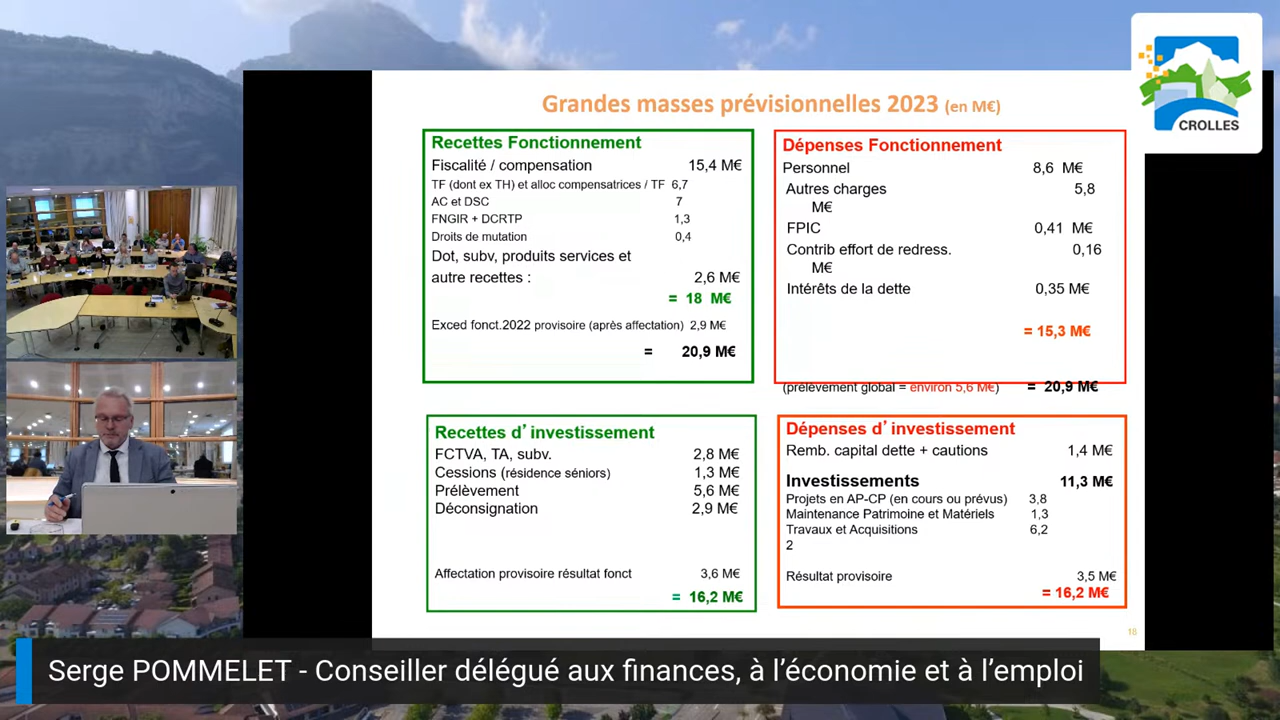 Grandes masses prévisionnelles 2023 (en M€)
CROLLES
Recettes Fonctionnement
Fiscalité / compensation 15,4 M€
TF (dont ex TH) et alloc compensatrices / TF 6,7
AC et DSC 7
FNGIR + DCRTP 1,3
Droits de mutation 0,4
Dot, subv, produits services et
autre recettes : 2,6 M€
= 18 M€
Exced fonct.2022 provisoire (après affectation) 2,9 M€
= 20,9 M€
Dépenses Fonctionnement
Personnel 8,6 M€
Autres charges 5,8
M€
FPIC 0,41 M€
Contrib effort de redress. 0,16
M€
Intérêts de la dette 0,35 M€
= 15,3 M€
(prélèvement global = environ 5,6 M€) = 20,9 M€
Recettes d’investissement
FCTVA, TA, subv. 2,8 M€
Cessions (résidence séniors) 1,3 M€
Prélèvement 5,6 M€
Déconsignation 2,9 M€
Affectation provisoire résultat fonct 3,6 M€
= 16,2 M€
Dépenses d’investissement
Remb. capital dette + cautions 1,4 M€
Investissements 11,3 M€
Projets en AP-CP (en cours ou prévus) 3,8
Maintenance Patrimoine et Matériels 1,3
Travaux et Acquisitions 6,2
2
Résultat provisoire 3,5 M€
= 16,2 M€
18
Serge POMMELET - Conseiller délégué aux finances, à l’économie et à l’emploi